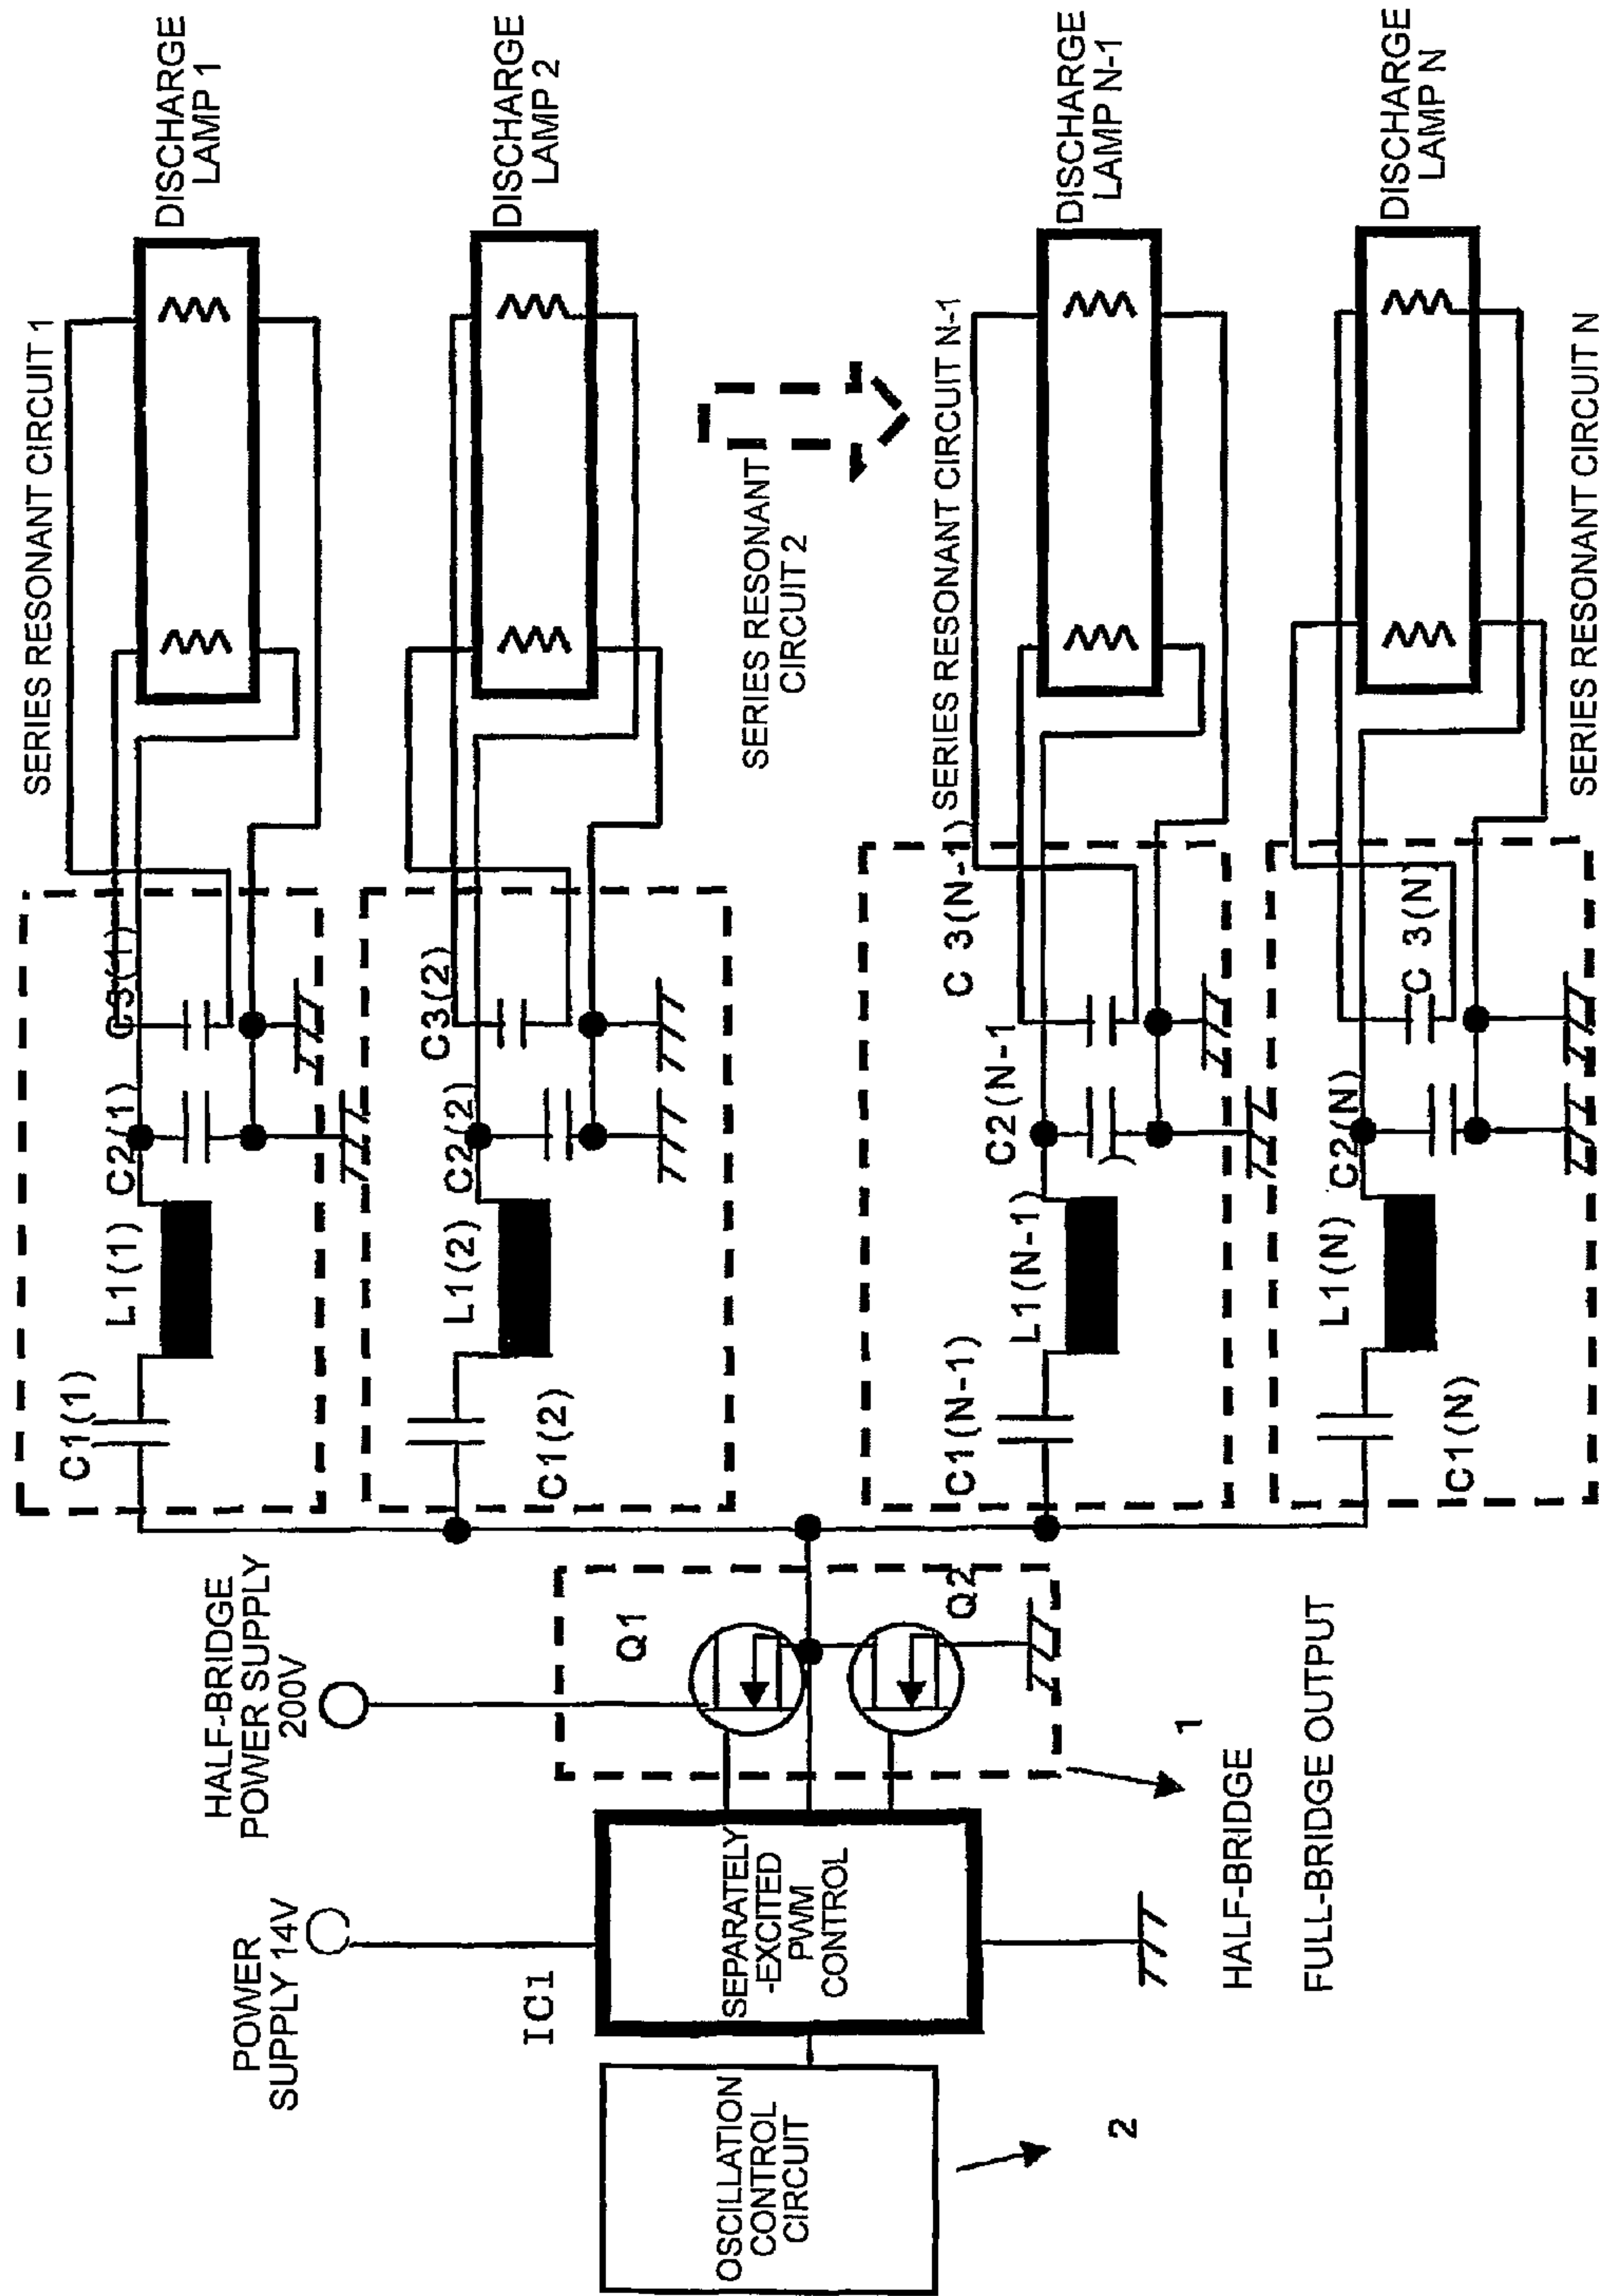 DISCHARGE
LAMP 1
SERIES RESONANT CIRCUIT 1
C3(1)
C2(1)
L1(1)
C1(1)
DISCHARGE
LAMP 2
SERIES RESONANT
CIRCUIT 2
C3(2)
C2(2)
L1(2)
C1(2)
DISCHARGE
LAMP N-1
SERIES RESONANT CIRCUIT N-1
C 3(N-1)
C2(N-1
)
L1(N-1)
C1(N-1)
DISCHARGE
LAMP N
SERIES RESONANT CIRCUIT N
C 3(N)
C2(N)
L1(N)
C1(N)
HALF-BRIDGE
POWER SUPPLY
200V
Q1
Q2
1
HALF-BRIDGE
FULL-BRIDGE OUTPUT
POWER
SUPPLY 14V
IC1
SEPARATELY
-EXCITED
PWM
CONTROL
OSCILLATION
CONTROL
CIRCUIT
2